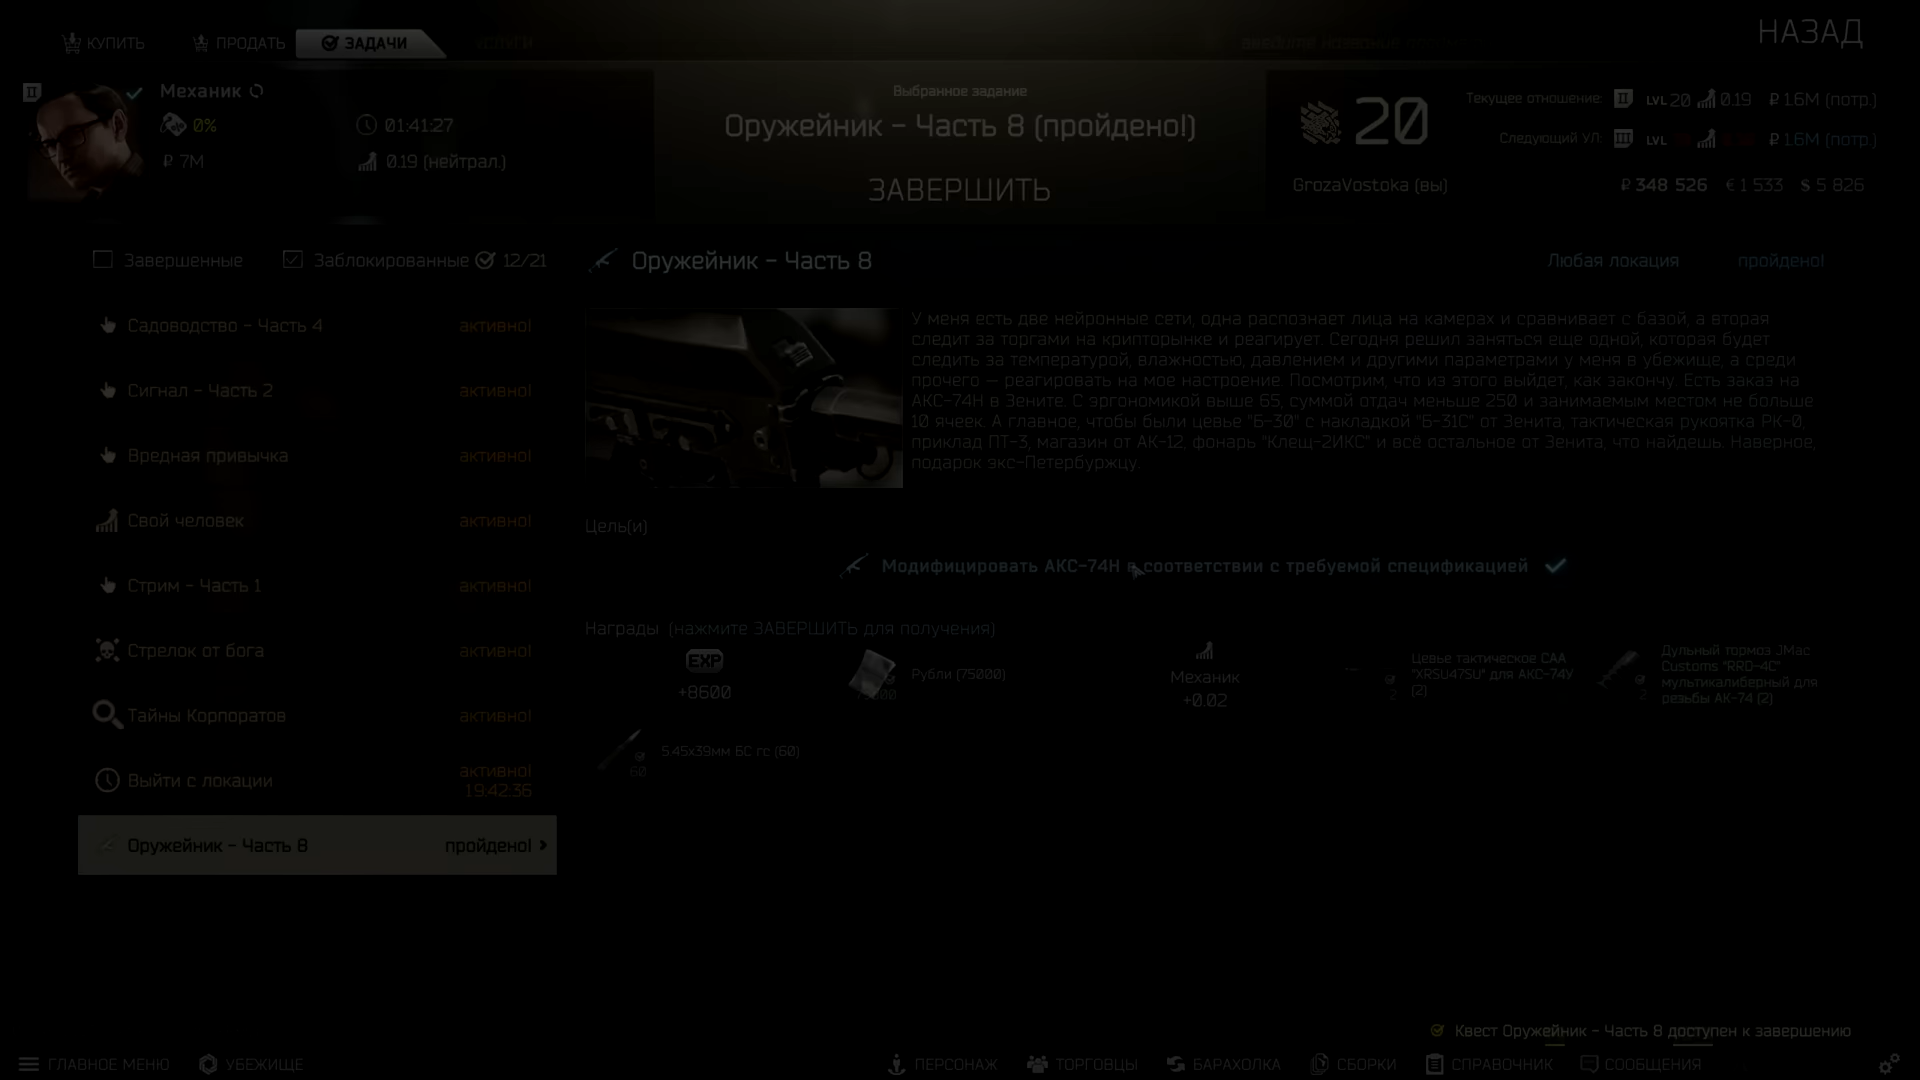 КУПИТЬ
ПРОДАТЬ
ЗАДАЧИ
УСЛУГИ
НАЗАД
Механик
0%
01:41:27
₽ 7M
0.19 (нейтрал.)
Выбранное задание
Оружейник - Часть 8 (пройдено!)
ЗАВЕРШИТЬ
20
GrozaVostoka (вы)
Текущее отношение: II LVL 20 0.19 ₽ 1.6M (потр.)
Следующий УЛ: III LVL ₽ 1.6M (потр.)
₽ 348 526 € 1 533 $ 5 826
Завершенные
Заблокированные
12/21
Садоводство - Часть 4 активно!
Сигнал - Часть 2 активно!
Вредная привычка активно!
Свой человек активно!
Стрим - Часть 1 активно!
Стрелок от бога активно!
Тайны Корпоратов активно!
Выйти с локации активно!
19:42:36
Оружейник - Часть 8 пройдено!
Оружейник - Часть 8
Любая локация
пройдено!
У меня есть две нейронные сети, одна распознает лица на камерах и сравнивает с базой, а вторая
следит за торгами на крипторынке и реагирует. Сегодня решил заняться еще одной, которая будет
следить за температурой, влажностью, давлением и другими параметрами у меня в убежище, а среди
прочего — реагировать на мое настроение. Посмотрим, что из этого выйдет, как закончу. Есть заказ на
АКС-74Н в Зените. С эргономикой выше 65, суммой отдач меньше 250 и занимаемым местом не больше
10 ячеек. А главное, чтобы были цевье "Б-30" с накладкой "Б-31С" от Зенита, тактическая рукоятка РК-0,
приклад ПТ-3, магазин от АК-12, фонарь "Клещ-2ИКС" и всё остальное от Зенита, что найдешь. Наверное,
подарок экс-Петербуржцу.
Цель(и)
Модифицировать АКС-74Н в соответствии с требуемой спецификацией
Награды (нажмите ЗАВЕРШИТЬ для получения)
EXP
+8600
Рубли (75000)
Механик
+0.02
2
Цевье тактическое CAA
"XRSU47SU" для АКС-74У
(2)
2
Дульный тормоз JMac
Customs "RRD-4C"
мультикалиберный для
резьбы АК-74 (2)
60
5.45x39мм БС гс (60)
Квест Оружейник - Часть 8 доступен к завершению
ГЛАВНОЕ МЕНЮ
УБЕЖИЩЕ
ПЕРСОНАЖ
ТОРГОВЦЫ
БАРАХОЛКА
СБОРКИ
СПРАВОЧНИК
СООБЩЕНИЯ